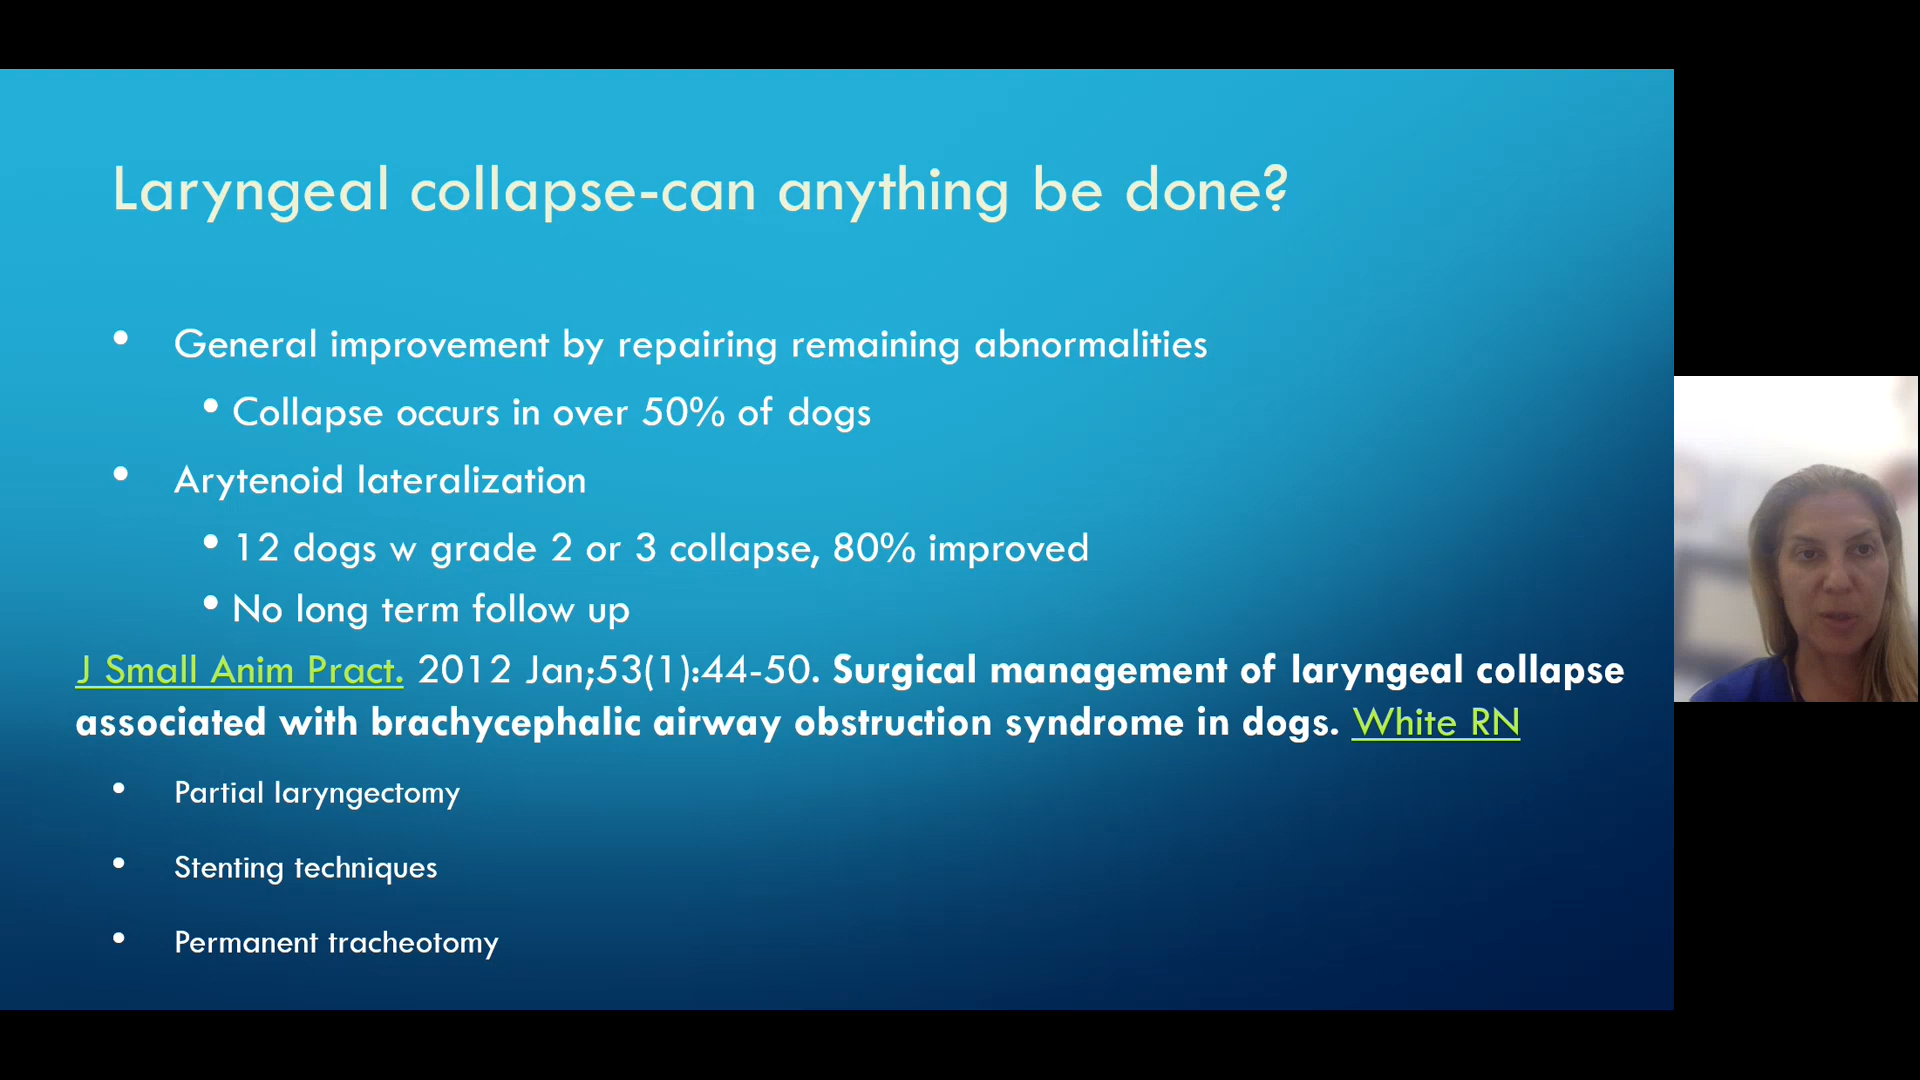 Laryngeal collapse-can anything be done?
• General improvement by repairing remaining abnormalities
• Collapse occurs in over 50% of dogs
• Arytenoid lateralization
• 12 dogs w grade 2 or 3 collapse, 80% improved
• No long term follow up
J Small Anim Pract. 2012 Jan;53(1):44-50. Surgical management of laryngeal collapse
associated with brachycephalic airway obstruction syndrome in dogs. White RN
• Partial laryngectomy
• Stenting techniques
• Permanent tracheotomy